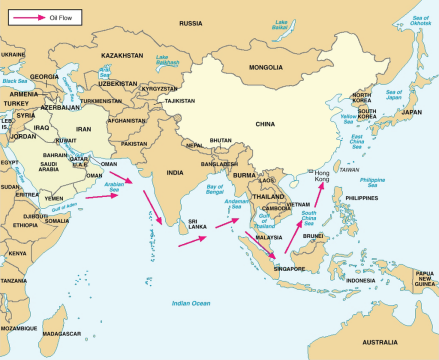 Oil Flow
RUSSIA
Sea of
Okhotsk
Lake
Baikal
UKRAINE
KAZAKHSTAN
Lake
Balkhash
Aral
Sea
MONGOLIA
Black Sea
GEORGIA
UZBEKISTAN
KYRGYZSTAN
ARMENIA
AZERBAIJAN
TURKEY
TURKMENISTAN
TAJIKISTAN
NORTH
KOREA
Sea of
Japan
SYRIA
SOUTH
KOREA
JAPAN
LEB.
IS.
IRAQ
IRAN
AFGHANISTAN
CHINA
Yellow
Sea
JORDAN
KUWAIT
PAKISTAN
East
China
Sea
BAHRAIN
QATAR
U.A.E.
NEPAL
BHUTAN
EGYPT
SAUDI
ARABIA
OMAN
OMAN
BANGLADESH
INDIA
BURMA
LAOS
Hong
Kong
TAIWAN
SUDAN
ERITREA
YEMEN
Arabian
Sea
Bay of
Bengal
Andaman
Sea
THAILAND
VIETNAM
Philippine
Sea
PHILIPPINES
Gulf of Aden
DJIBOUTI
ETHIOPIA
SOMALIA
SRI
LANKA
CAMBODIA
Gulf
of
Thailand
South
China
Sea
BRUNEI
MALAYSIA
KENYA
SINGAPORE
TANZANIA
INDONESIA
PAPUA
NEW
GUINEA
Indian Ocean
MOZAMBIQUE
MADAGASCAR
AUSTRALIA